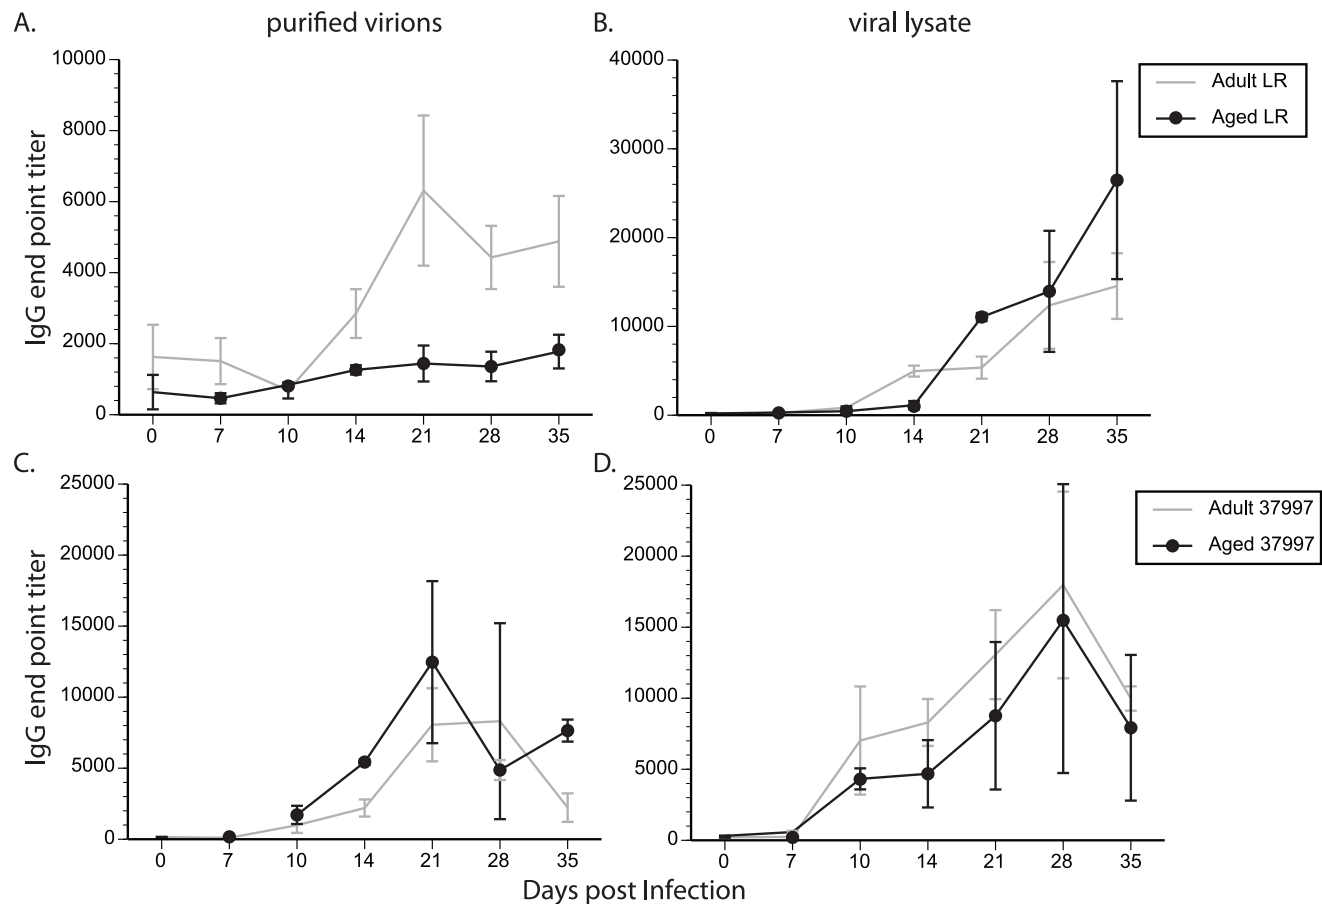 A.
purified virions
B.
viral lysate
IgG end point titer
10000
8000
6000
4000
2000
0
0 7 10 14 21 28 35
40000
30000
20000
10000
0
0 7 10 14 21 28 35
Adult LR
Aged LR
C.
D.
IgG end point titer
25000
20000
15000
10000
5000
0
0 7 10 14 21 28 35
25000
20000
15000
10000
5000
0
0 7 10 14 21 28 35
Adult 37997
Aged 37997
Days post Infection